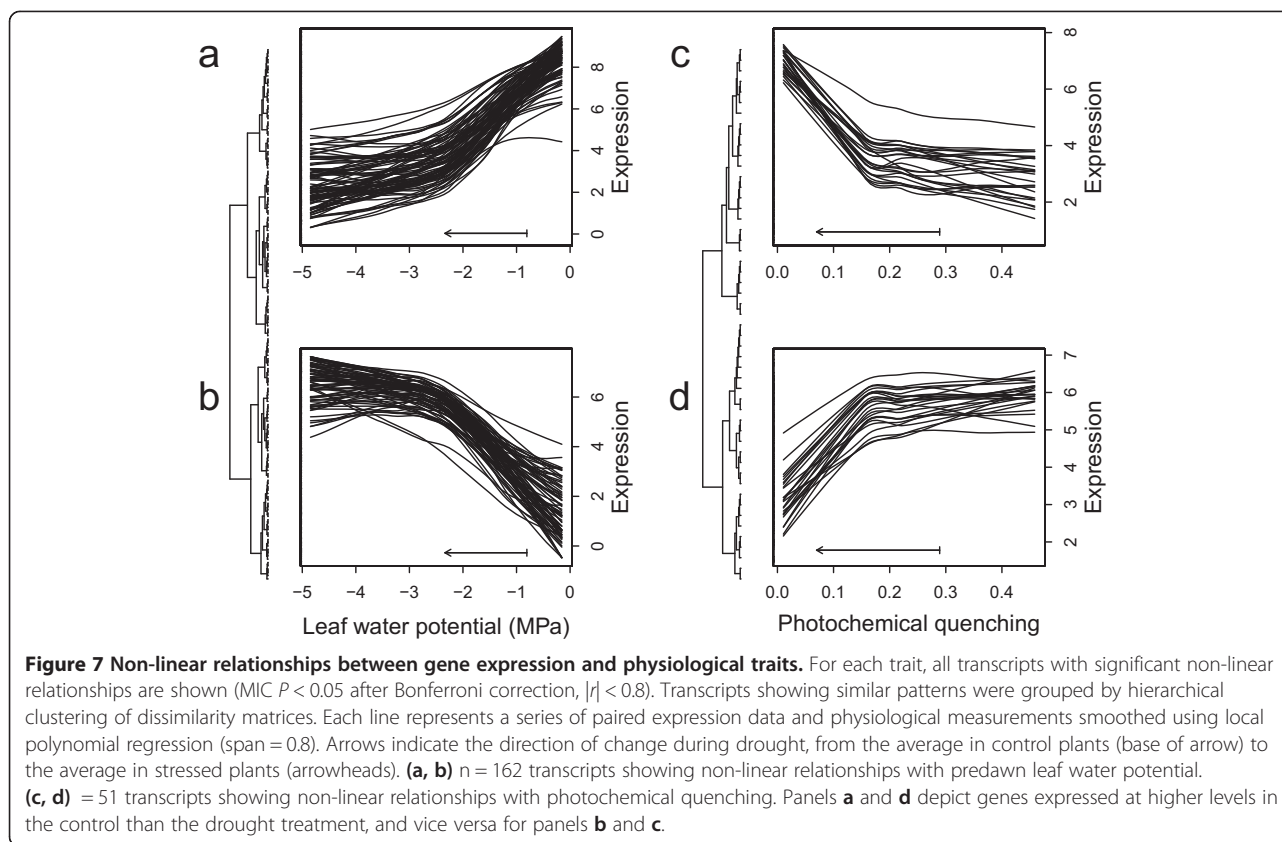 a
8
6
4
2
0
Expression
−5 −4 −3 −2 −1 0
c
8
6
4
2
Expression
0.0 0.1 0.2 0.3 0.4
b
6
4
2
0
Expression
−5 −4 −3 −2 −1 0
Leaf water potential (MPa)
d
7
6
5
4
3
2
Expression
0.0 0.1 0.2 0.3 0.4
Photochemical quenching
Figure 7 Non-linear relationships between gene expression and physiological traits. For each trait, all transcripts with significant non-linear
relationships are shown (MIC P < 0.05 after Bonferroni correction, |r| < 0.8). Transcripts showing similar patterns were grouped by hierarchical
clustering of dissimilarity matrices. Each line represents a series of paired expression data and physiological measurements smoothed using local
polynomial regression (span = 0.8). Arrows indicate the direction of change during drought, from the average in control plants (base of arrow) to
the average in stressed plants (arrowheads). (a, b) n = 162 transcripts showing non-linear relationships with predawn leaf water potential.
(c, d) = 51 transcripts showing non-linear relationships with photochemical quenching. Panels a and d depict genes expressed at higher levels in
the control than the drought treatment, and vice versa for panels b and c.